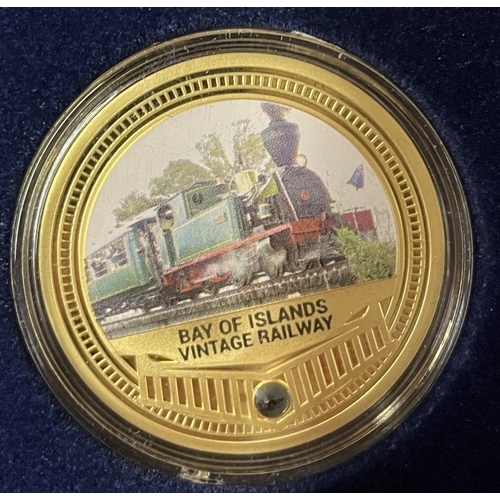 BAY OF ISLANDS
VINTAGE RAILWAY